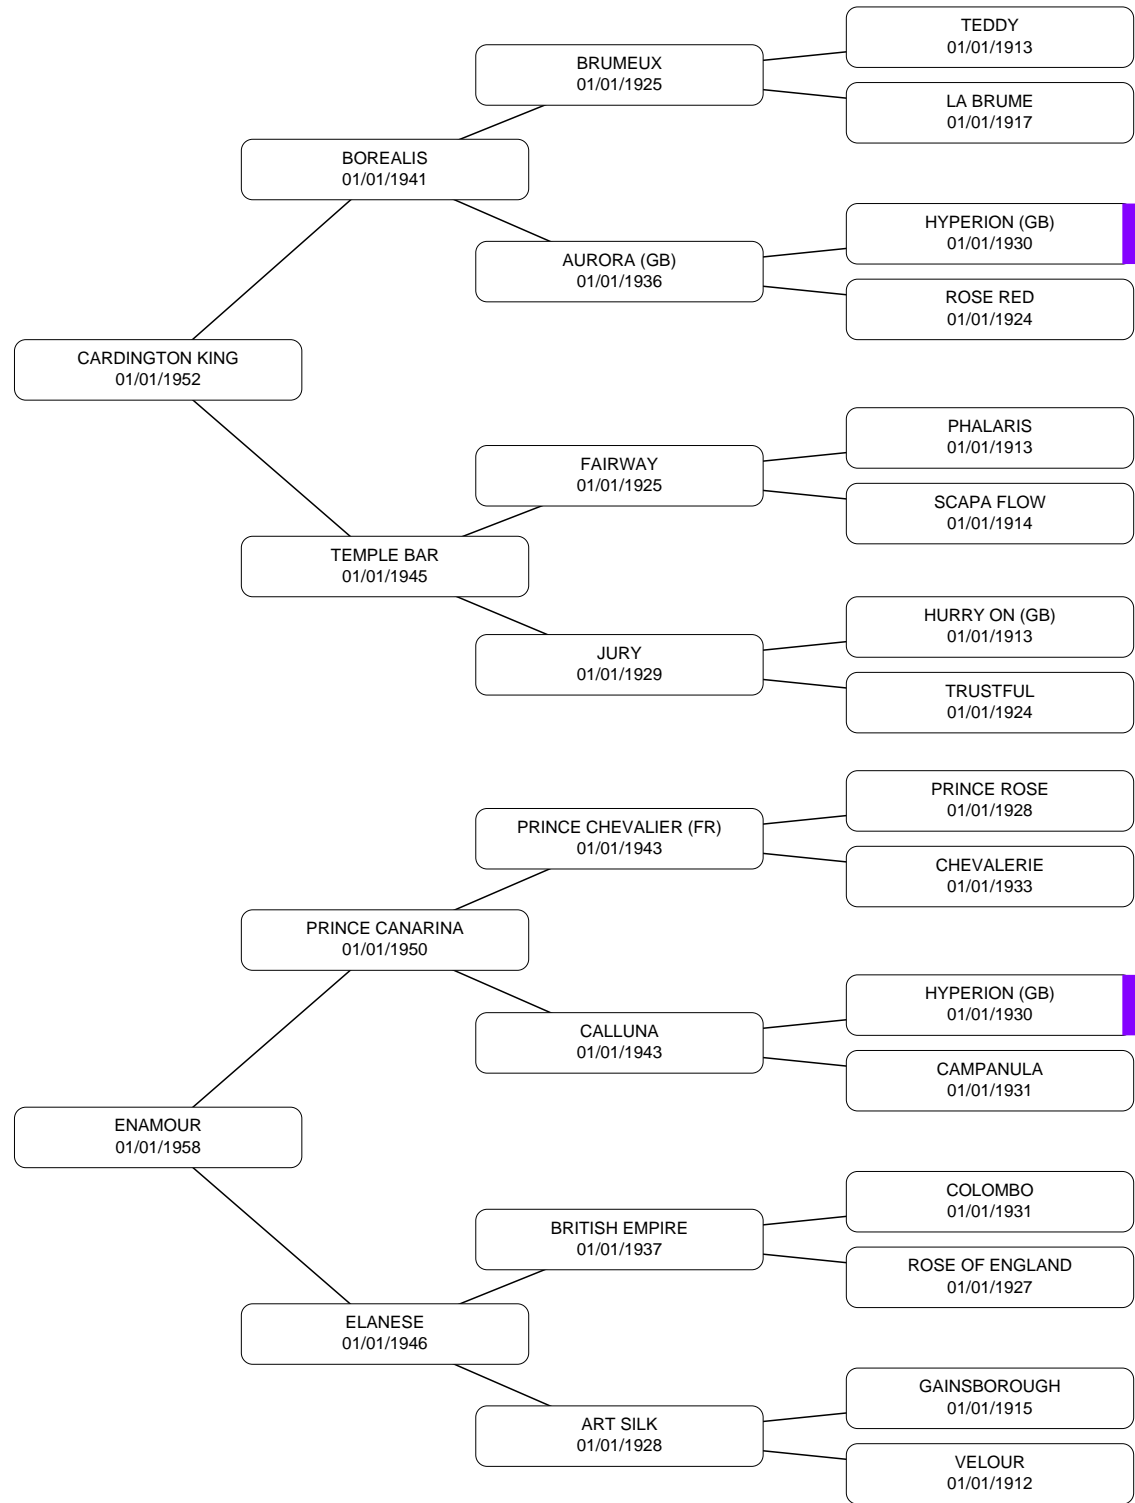 TEDDY
01/01/1913
BRUMEUX
01/01/1925
LA BRUME
01/01/1917
BOREALIS
01/01/1941
HYPERION (GB)
01/01/1930
AURORA (GB)
01/01/1936
ROSE RED
01/01/1924
CARDINGTON KING
01/01/1952
PHALARIS
01/01/1913
FAIRWAY
01/01/1925
SCAPA FLOW
01/01/1914
TEMPLE BAR
01/01/1945
HURRY ON (GB)
01/01/1913
JURY
01/01/1929
TRUSTFUL
01/01/1924
PRINCE ROSE
01/01/1928
PRINCE CHEVALIER (FR)
01/01/1943
CHEVALERIE
01/01/1933
PRINCE CANARINA
01/01/1950
HYPERION (GB)
01/01/1930
CALLUNA
01/01/1943
CAMPANULA
01/01/1931
ENAMOUR
01/01/1958
COLOMBO
01/01/1931
BRITISH EMPIRE
01/01/1937
ROSE OF ENGLAND
01/01/1927
ELANESE
01/01/1946
GAINSBOROUGH
01/01/1915
ART SILK
01/01/1928
VELOUR
01/01/1912